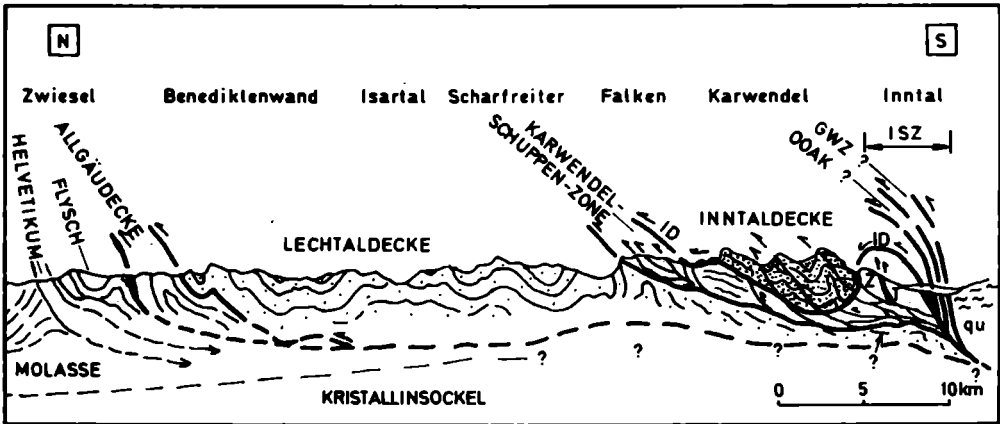 N
S
Zwiesel Benediktenwand Isartal Scharfreiter Falken Karwendel Inntal
ISZ
GWZ ?
OOAK ?
HELVETIKUM
FLYSCH
ALLGÄUDECKE
KARWENDEL-
SCHUPPEN-ZONE
ID
LECHTALDECKE
INNTALDECKE
ID
Z
qu
MOLASSE
KRISTALLINSOCKEL
? ? ? ? ?
0 5 10km